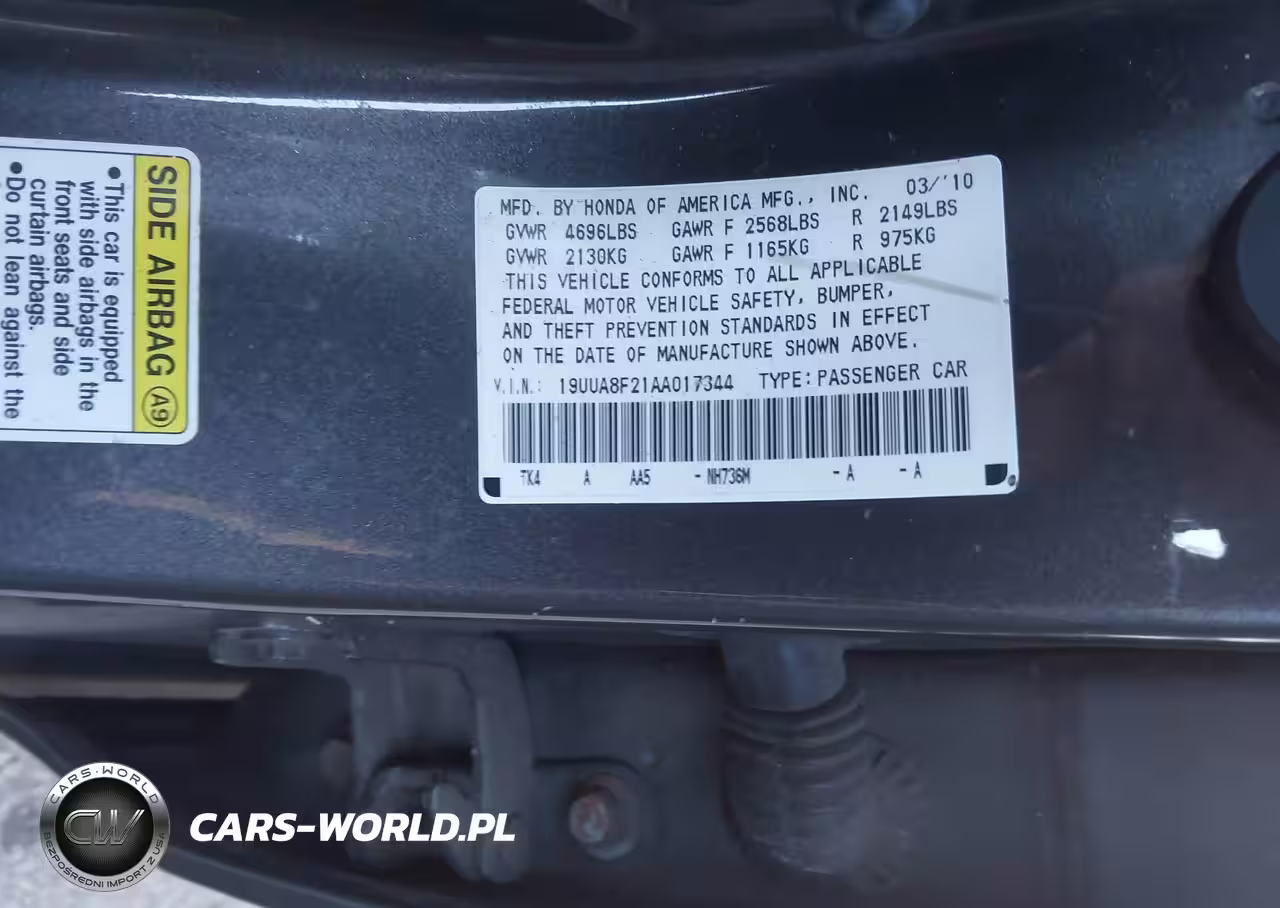 SIDE AIRBAG A9
●This car is equipped
with side airbags in the
front seats and side
curtain airbags.
●Do not lean against the
MFD. BY HONDA OF AMERICA MFG., INC. 03/'10
GVWR 4696LBS GAWR F 2568LBS R 2149LBS
GVWR 2130KG GAWR F 1165KG R 975KG
THIS VEHICLE CONFORMS TO ALL APPLICABLE
FEDERAL MOTOR VEHICLE SAFETY, BUMPER,
AND THEFT PREVENTION STANDARDS IN EFFECT
ON THE DATE OF MANUFACTURE SHOWN ABOVE.
V.I.N.: 19UUA8F21AA017344 TYPE:PASSENGER CAR
TK4 A AA5 -NH736M -A -A
CARS-WORLD
CW
BEZPOŚREDNI IMPORT Z USA
CARS-WORLD.PL